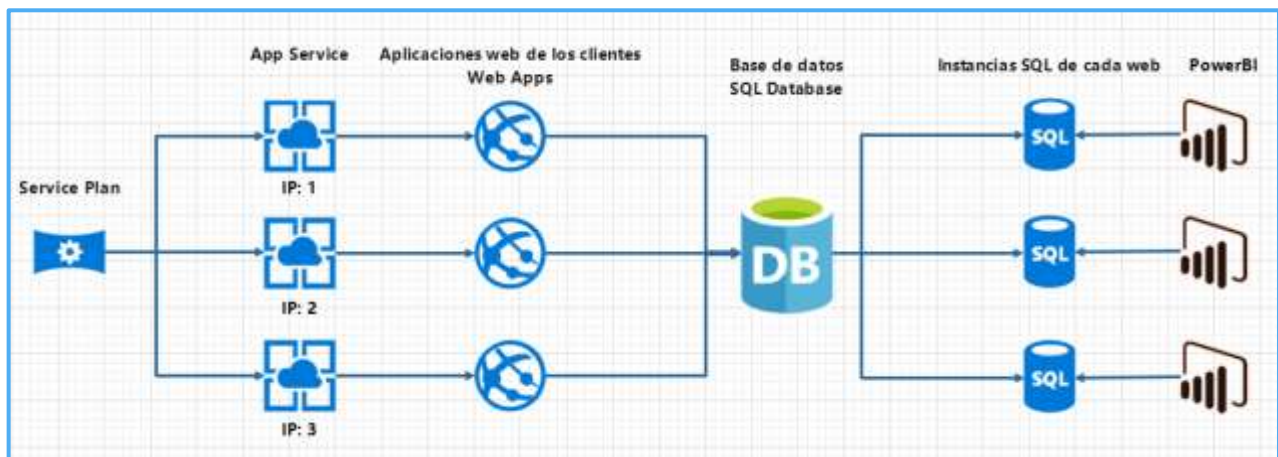 App Service
Aplicaciones web de los clientes
Web Apps
Base de datos
SQL Database
Instancias SQL de cada web
PowerBI
Service Plan
IP: 1
IP: 2
IP: 3
DB
SQL
SQL
SQL